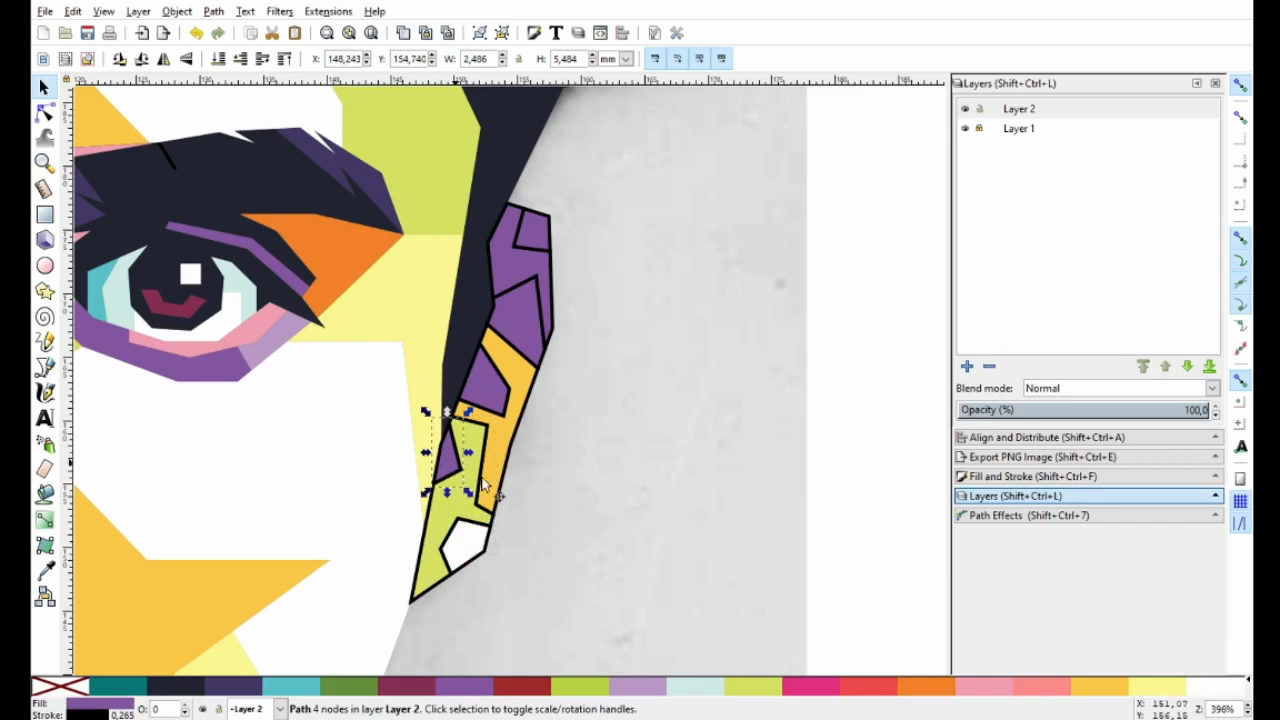 File Edit View Layer Object Path Text Filters Extensions Help
X: 148,243 Y: 154,740 W: 2,486 H: 5,484 mm
Layers (Shift+Ctrl+L)
Layer 2
Layer 1
Blend mode: Normal
Opacity (%) 100,0
Align and Distribute (Shift+Ctrl+A)
Export PNG Image (Shift+Ctrl+E)
Fill and Stroke (Shift+Ctrl+F)
Layers (Shift+Ctrl+L)
Path Effects (Shift+Ctrl+7)
Fill:
Stroke: 0,265
O: 0
Layer 2
Path 4 nodes in layer Layer 2. Click selection to toggle scale/rotation handles.
X: 151,07
Y: 156,15
Z: 396%